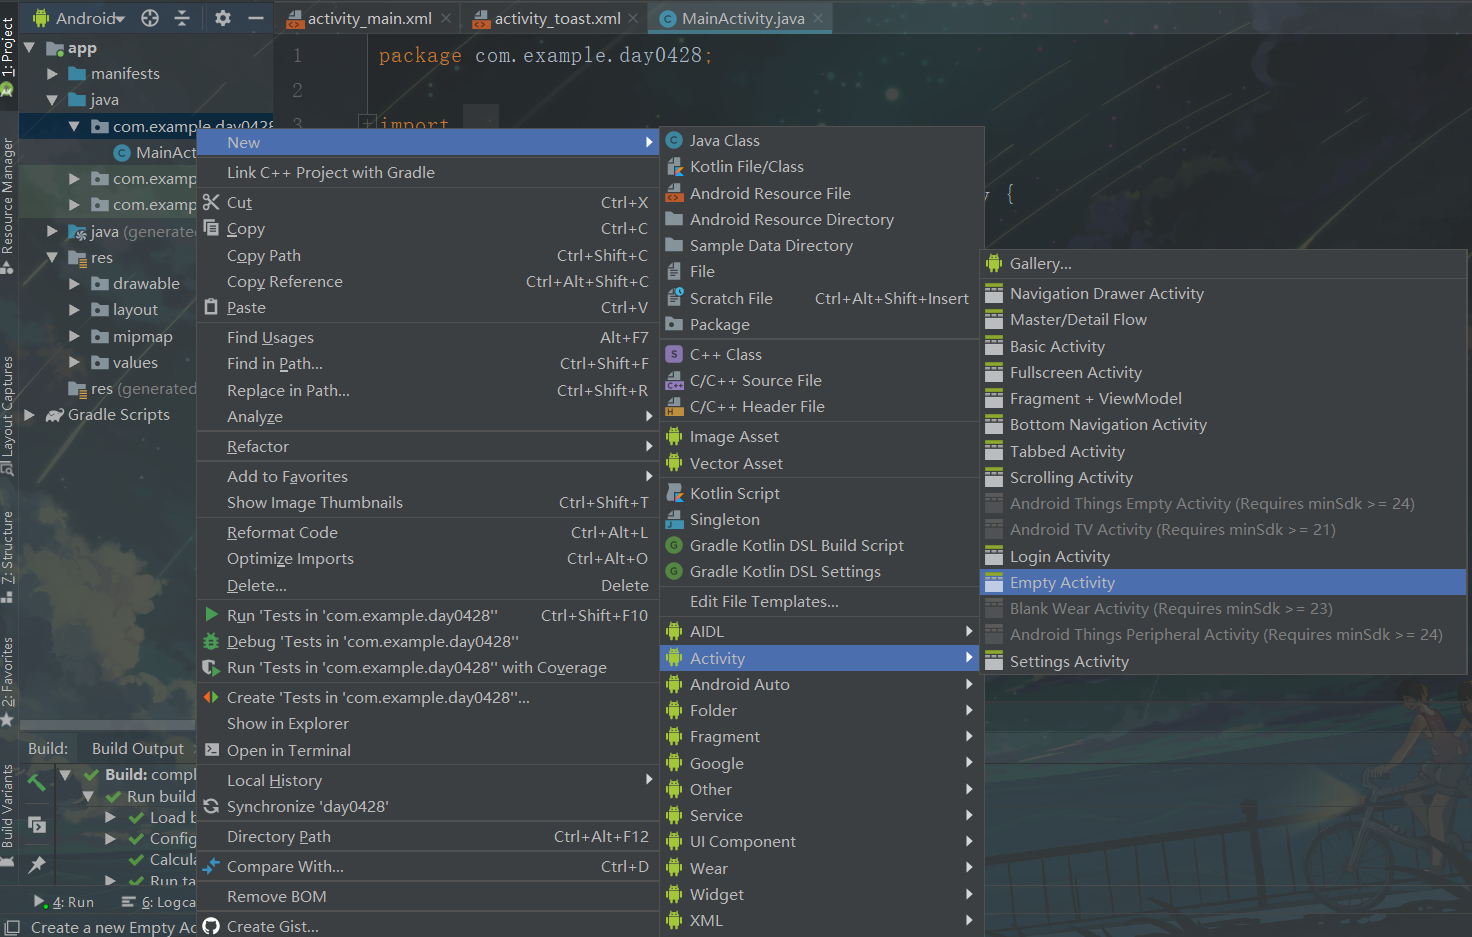 Android
activity_main.xml
activity_toast.xml
MainActivity.java
1: Project
Resource Manager
Layout Captures
7: Structure
2: Favorites
Build Variants
app
manifests
java
com.example.day0428
MainAct
com.examp
com.examp
java (generated
res
drawable
layout
mipmap
values
res (generated
Gradle Scripts
1 package com.example.day0428;
2
3 import
{
New
Link C++ Project with Gradle
Cut Ctrl+X
Copy Ctrl+C
Copy Path Ctrl+Shift+C
Copy Reference Ctrl+Alt+Shift+C
Paste Ctrl+V
Find Usages Alt+F7
Find in Path... Ctrl+Shift+F
Replace in Path... Ctrl+Shift+R
Analyze
Refactor
Add to Favorites
Show Image Thumbnails Ctrl+Shift+T
Reformat Code Ctrl+Alt+L
Optimize Imports Ctrl+Alt+O
Delete... Delete
Run 'Tests in 'com.example.day0428'' Ctrl+Shift+F10
Debug 'Tests in 'com.example.day0428''
Run 'Tests in 'com.example.day0428'' with Coverage
Create 'Tests in 'com.example.day0428''...
Show in Explorer
Open in Terminal
Local History
Synchronize 'day0428'
Directory Path Ctrl+Alt+F12
Compare With... Ctrl+D
Remove BOM
Create Gist...
Java Class
Kotlin File/Class
Android Resource File
Android Resource Directory
Sample Data Directory
File
Scratch File Ctrl+Alt+Shift+Insert
Package
C++ Class
C/C++ Source File
C/C++ Header File
Image Asset
Vector Asset
Kotlin Script
Singleton
Gradle Kotlin DSL Build Script
Gradle Kotlin DSL Settings
Edit File Templates...
AIDL
Activity
Android Auto
Folder
Fragment
Google
Other
Service
UI Component
Wear
Widget
XML
Gallery...
Navigation Drawer Activity
Master/Detail Flow
Basic Activity
Fullscreen Activity
Fragment + ViewModel
Bottom Navigation Activity
Tabbed Activity
Scrolling Activity
Android Things Empty Activity (Requires minSdk >= 24)
Android TV Activity (Requires minSdk >= 21)
Login Activity
Empty Activity
Blank Wear Activity (Requires minSdk >= 23)
Android Things Peripheral Activity (Requires minSdk >= 24)
Settings Activity
Build: Build Output
Build: compl
Run build
Load b
Config
Calcula
Run ta
4: Run 6: Logca
Create a new Empty Ac